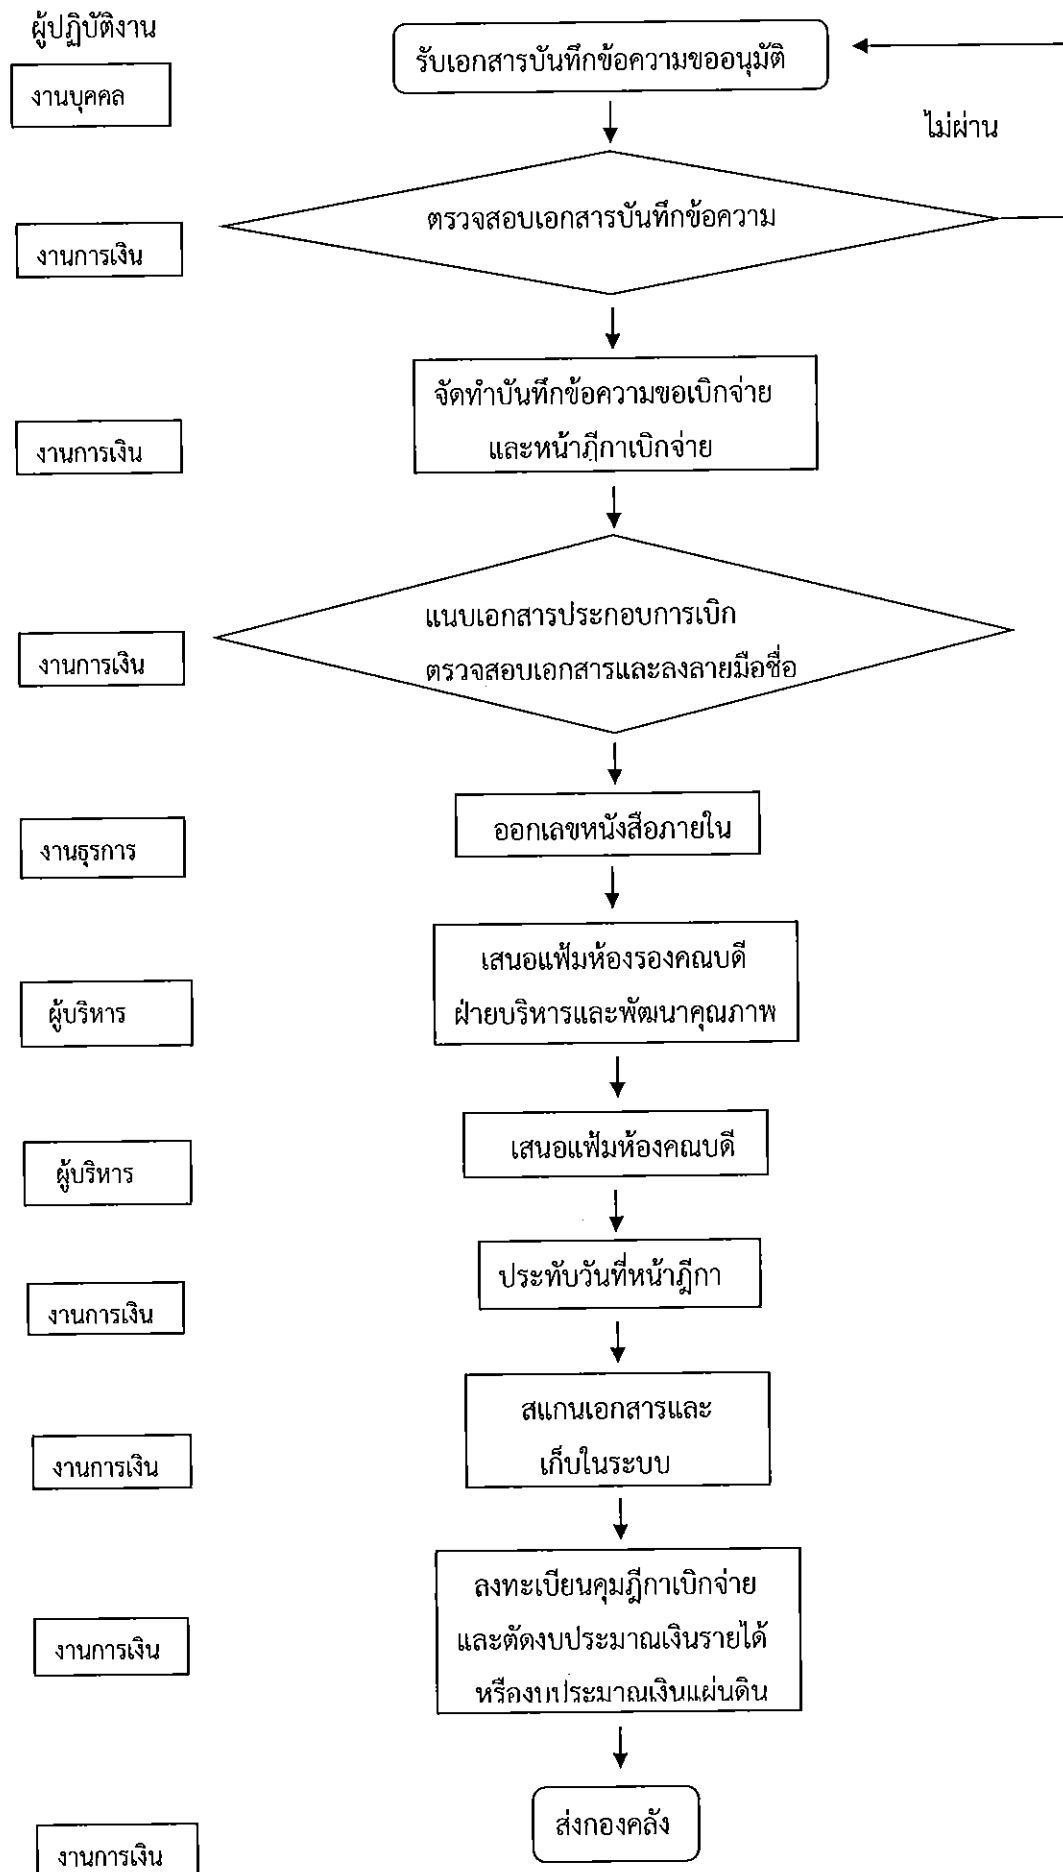 ผู้ปฏิบัติงาน
รับเอกสารบันทึกข้อความขออนุมัติ
งานบุคคล
ไม่ผ่าน
ตรวจสอบเอกสารบันทึกข้อความ
งานการเงิน
จัดทำบันทึกข้อความขอเบิกจ่าย
และหน้าฎีกาเบิกจ่าย
งานการเงิน
แนบเอกสารประกอบการเบิก
ตรวจสอบเอกสารและลงลายมือชื่อ
งานการเงิน
ออกเลขหนังสือภายใน
งานธุรการ
เสนอแฟ้มห้องรองคณบดี
ฝ่ายบริหารและพัฒนาคุณภาพ
ผู้บริหาร
เสนอแฟ้มห้องคณบดี
ผู้บริหาร
ประทับวันที่หน้าฎีกา
งานการเงิน
สแกนเอกสารและ
เก็บในระบบ
งานการเงิน
ลงทะเบียนคุมฎีกาเบิกจ่าย
และตัดงบประมาณเงินรายได้
หรืองบประมาณเงินแผ่นดิน
งานการเงิน
ส่งกองคลัง
งานการเงิน